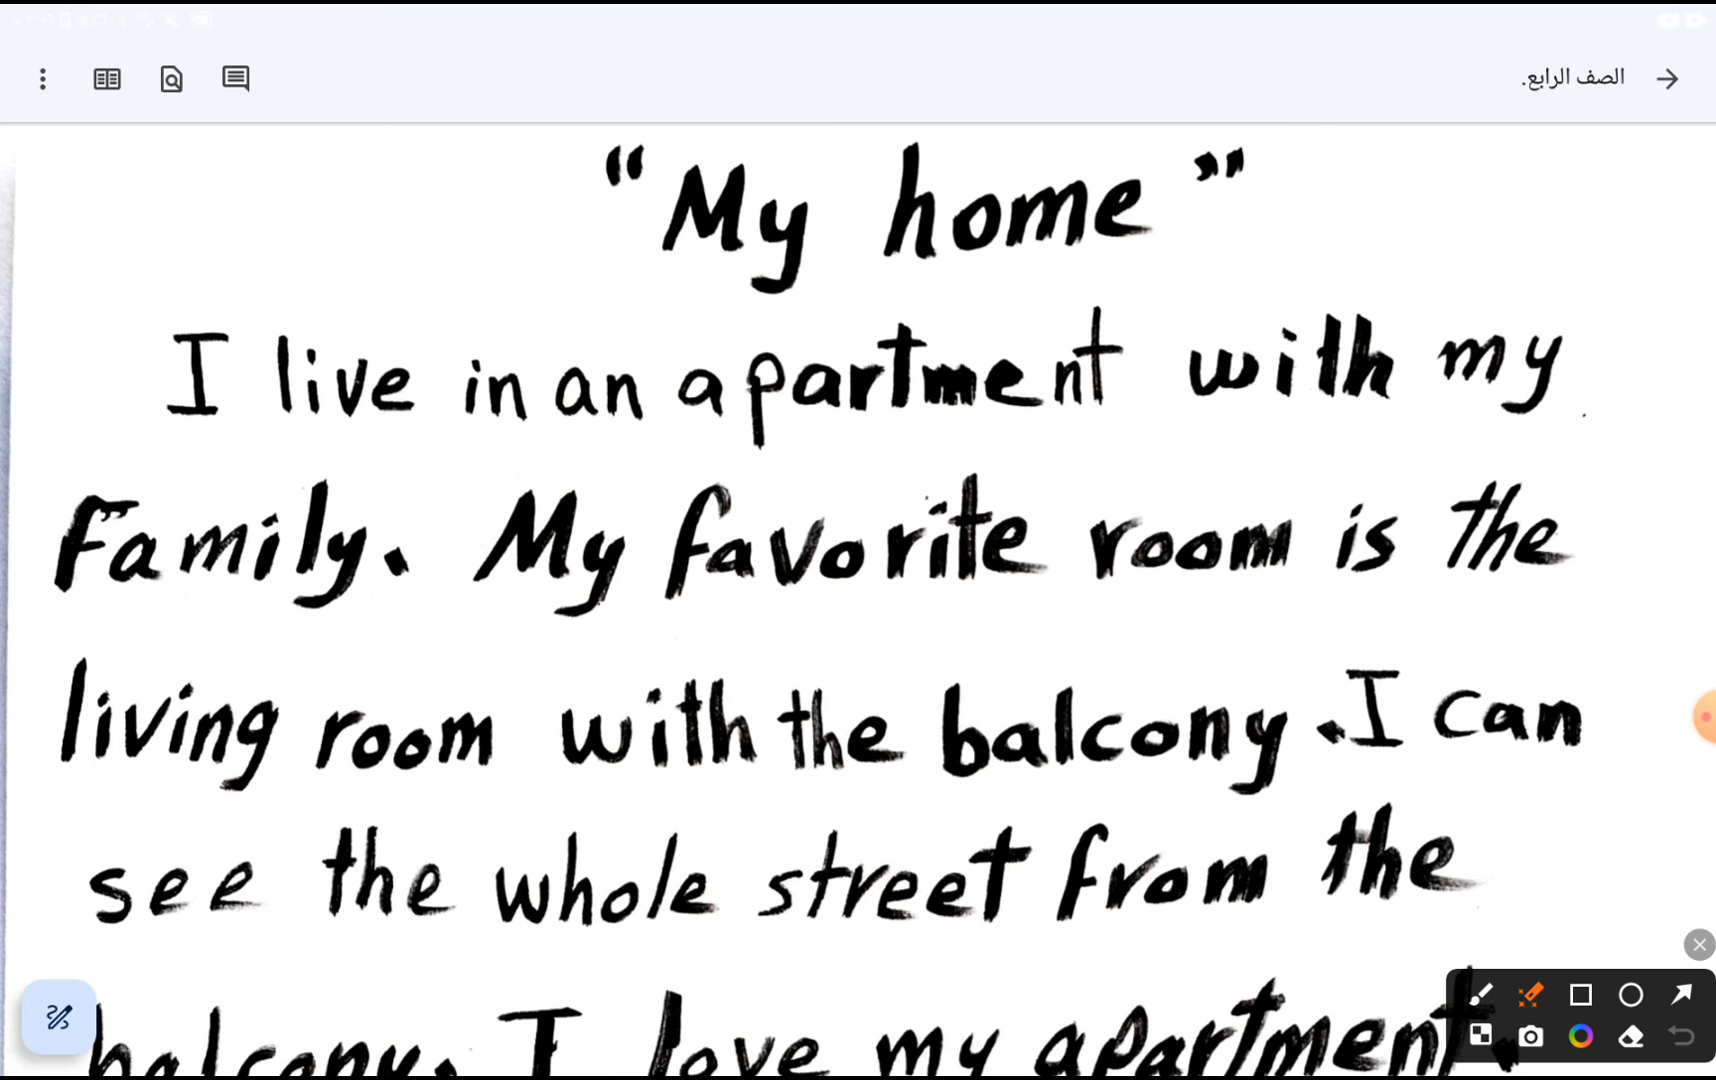 الصف الرابع.
"My home"
I live in an apartment with my
Family. My favorite room is the
living room with the balcony. I can
see the whole street from the
balcony. I love my apartment.